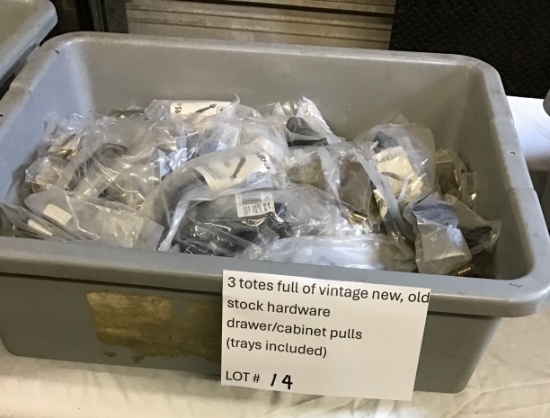 3 totes full of vintage new, old
stock hardware
drawer/cabinet pulls
(trays included)
LOT # 14